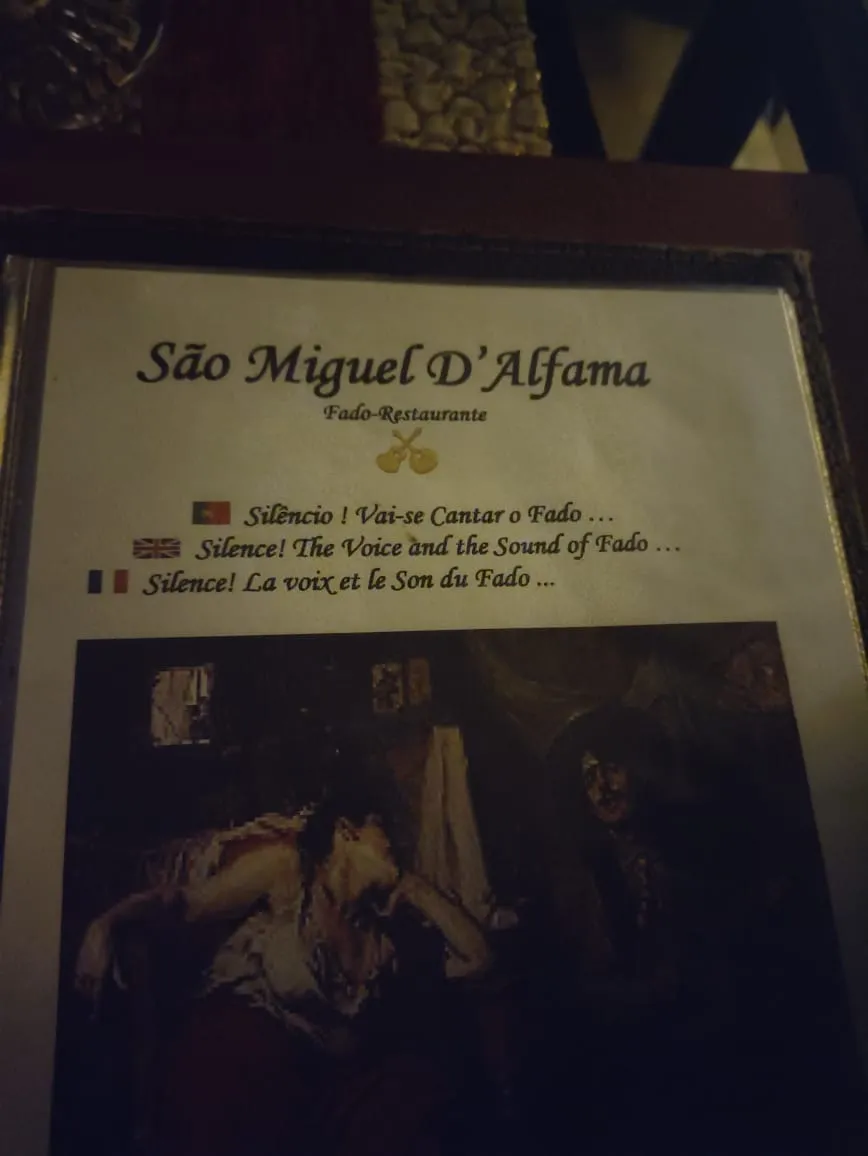 São Miguel D'Alfama
Fado-Restaurante
Silêncio ! Vai-se Cantar o Fado ...
Silence! The Voice and the Sound of Fado ...
Silence! La voix et le Son du Fado ...